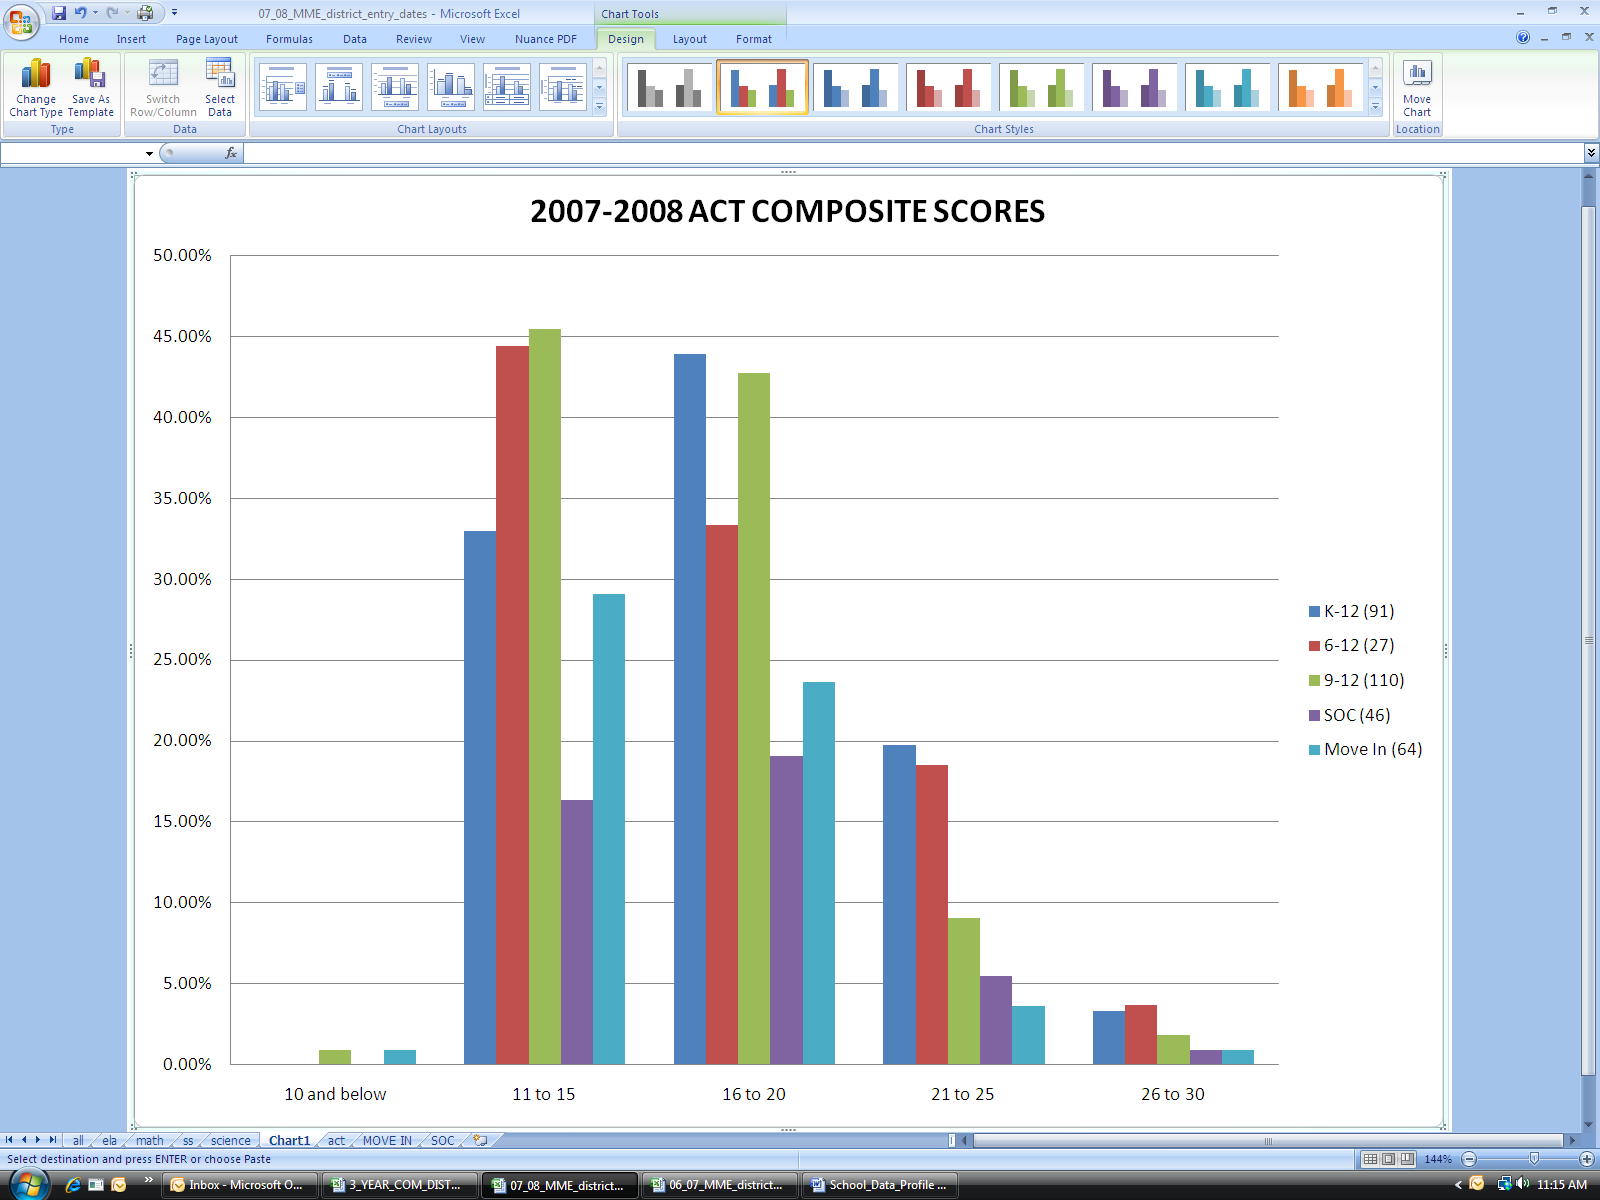 07_08_MME_district_entry_dates - Microsoft Excel
Chart Tools
Home Insert Page Layout Formulas Data Review View Nuance PDF Design Layout Format
Change Chart Type
Save As Template
Type
Switch Row/Column
Select Data
Data
Chart Layouts
Chart Styles
Move Chart
Location
fx
2007-2008 ACT COMPOSITE SCORES
50.00%
45.00%
40.00%
35.00%
30.00%
25.00%
20.00%
15.00%
10.00%
5.00%
0.00%
10 and below 11 to 15 16 to 20 21 to 25 26 to 30
K-12 (91)
6-12 (27)
9-12 (110)
SOC (46)
Move In (64)
all ela math ss science Chart1 act MOVE IN SOC
Select destination and press ENTER or choose Paste
144%
Inbox - Microsoft O... 3_YEAR_COM_DIST... 07_08_MME_district... 06_07_MME_district... School_Data_Profile ... 11:15 AM